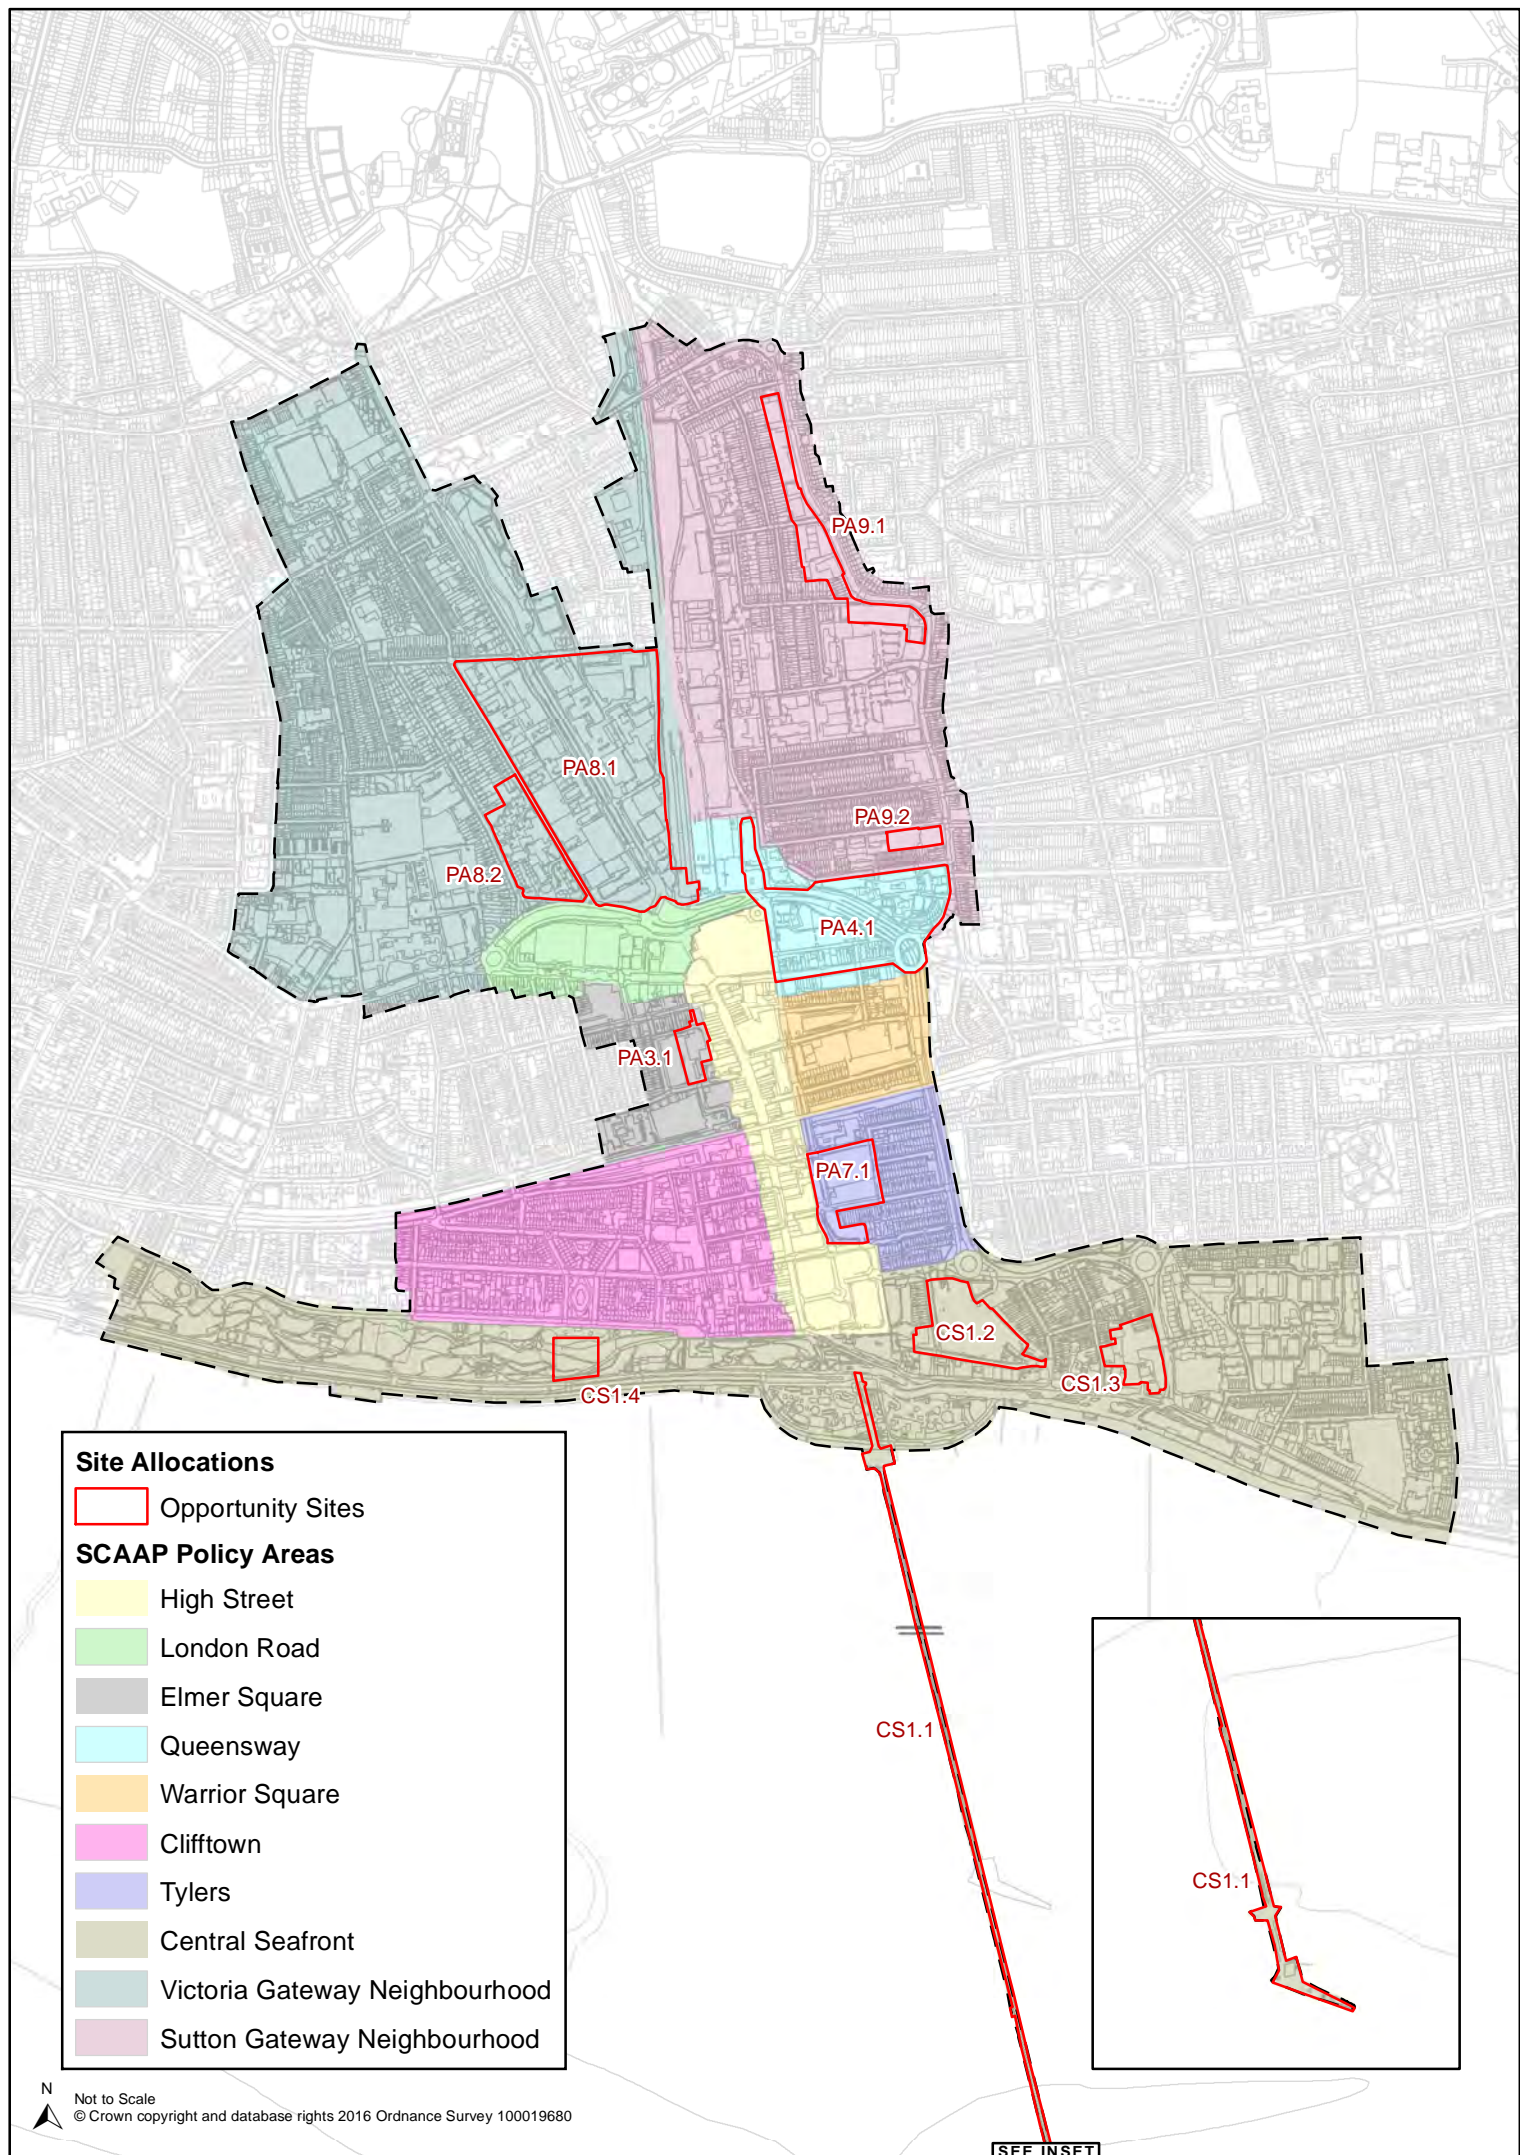 PA9.1
PA8.1
PA9.2
PA8.2
PA4.1
PA3.1
PA7.1
CS1.2
CS1.3
CS1.4
Site Allocations
Opportunity Sites
SCAAP Policy Areas
High Street
London Road
Elmer Square
Queensway
Warrior Square
Clifftown
Tylers
Central Seafront
Victoria Gateway Neighbourhood
Sutton Gateway Neighbourhood
CS1.1
CS1.1
N
Not to Scale
© Crown copyright and database rights 2016 Ordnance Survey 100019680
SEE INSET